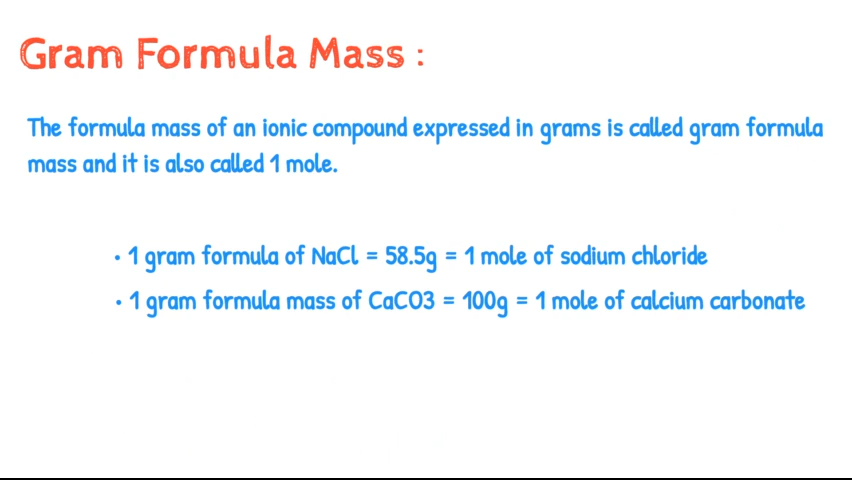 Gram Formula Mass :
The formula mass of an ionic compound expressed in grams is called gram formula
mass and it is also called 1 mole.
• 1 gram formula of NaCl = 58.5g = 1 mole of sodium chloride
• 1 gram formula mass of CaCO3 = 100g = 1 mole of calcium carbonate